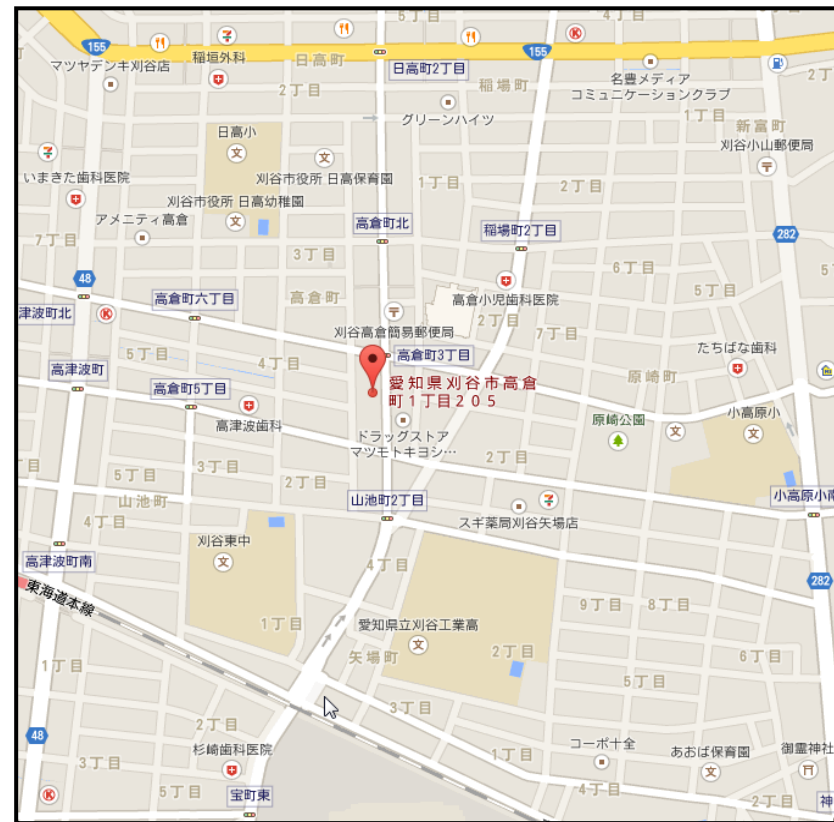 5丁目
4丁目
155
155
稲垣外科
日高町
マツヤデンキ刈谷店
日高町2丁目
名豊メディア
コミュニケーションクラブ
2丁目
稲場町
2丁
グリーンハイツ
1丁目
新富町
日高小
刈谷小山郵便局
いまきた歯科医院
刈谷市役所 日高保育園
1丁目
2丁目
刈谷市役所 日高幼稚園
アメニティ高倉
高倉町北
稲場町2丁目
282
7丁目
3丁目
6丁目
5
48
高倉町六丁目
高倉町
高倉小児歯科医院
5丁目
津波町北
2丁目
刈谷高倉簡易郵便局
7丁目
たちばな歯科
5丁目
高倉町3丁目
高津波町
4丁目
原崎町
高倉町5丁目
愛知県刈谷市高倉
町1丁目205
高津波歯科
原崎公園
小高原小
ドラッグストア
マツモトキヨシ…
2丁目
5丁目
3丁目
2丁目
山池町
山池町2丁目
小高原小南
4丁目
スギ薬局刈谷矢場店
刈谷東中
高津波町南
4丁目
282
東海道本線
9丁目
8丁目
1丁目
愛知県立刈谷工業高
2丁目
矢場町
1丁目
6丁目
5丁目
3丁目
2丁目
48
杉崎歯科医院
コーポ十全
あおば保育園
御霊神社
3丁目
1丁目
5丁目
宝町東
4丁目
2丁目
神